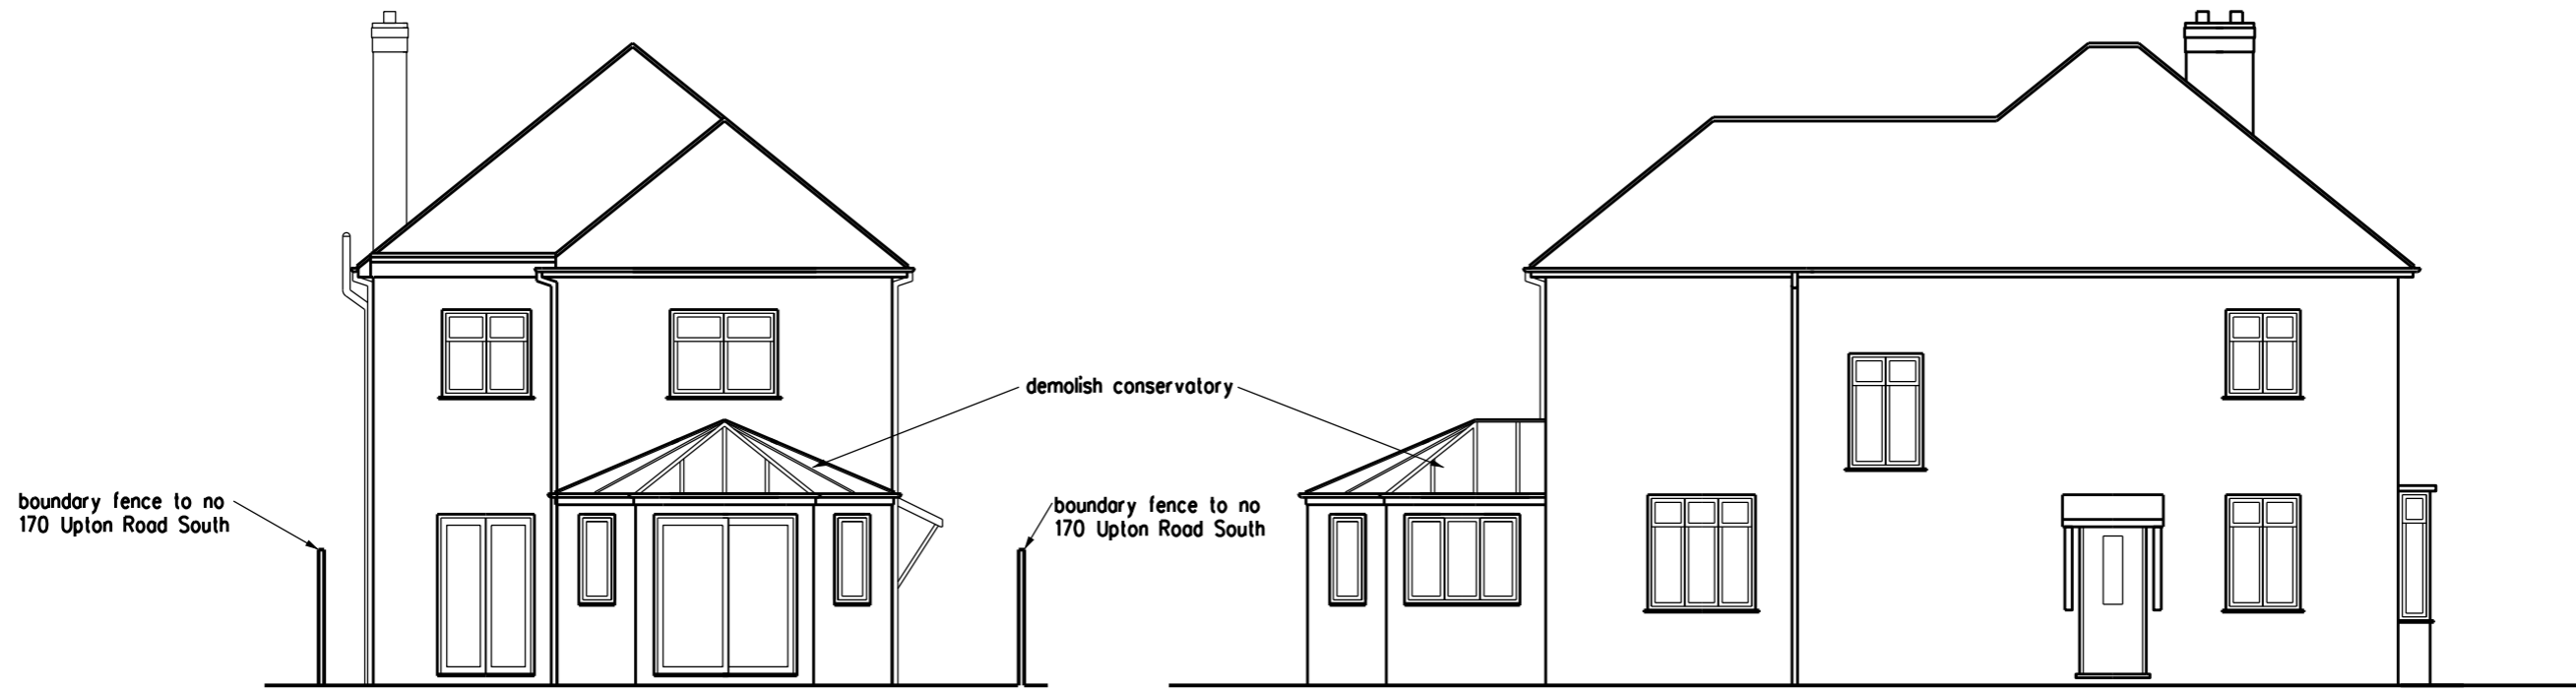 demolish conservatory
boundary fence to no
170 Upton Road South
boundary fence to no
170 Upton Road South